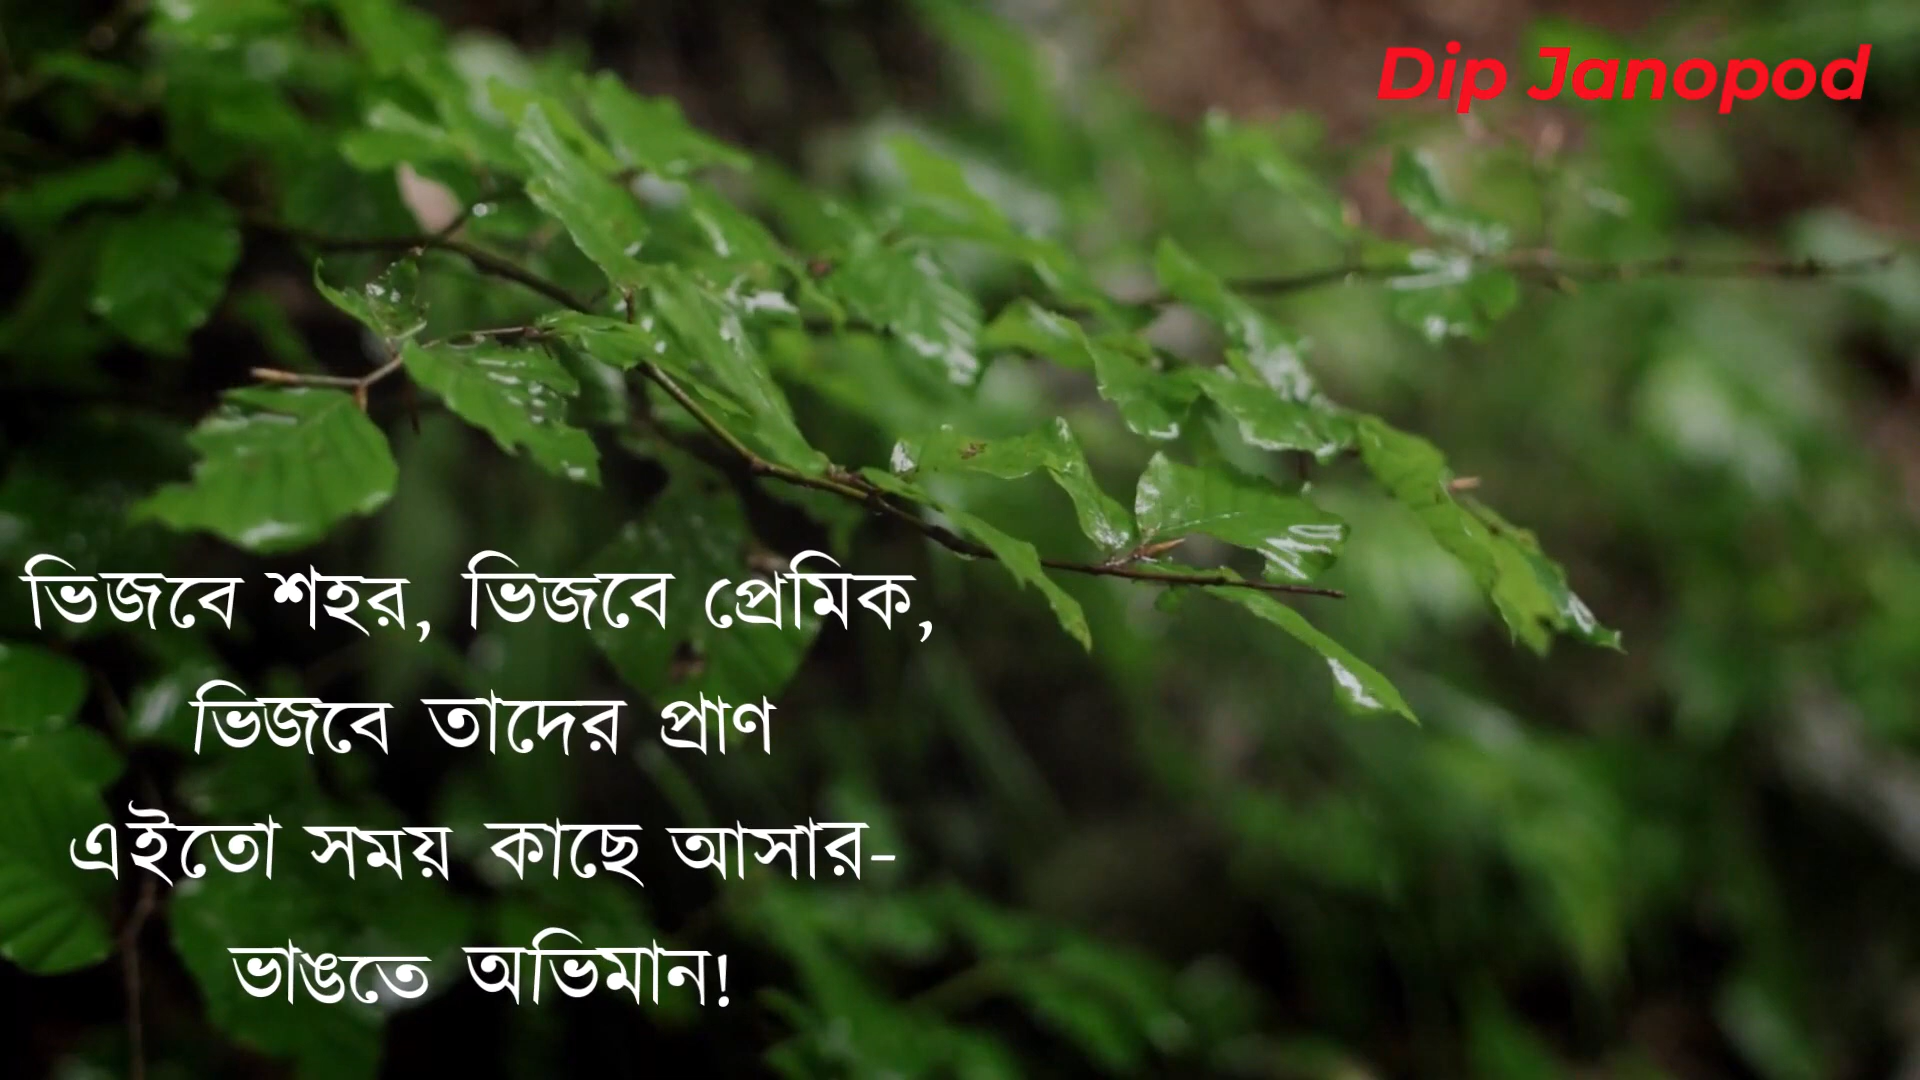 Dip Janopod
ভিজবে শহর, ভিজবে প্রেমিক,
ভিজবে তাদের প্রাণ
এইতো সময় কাছে আসার-
ভাঙতে অভিমান!